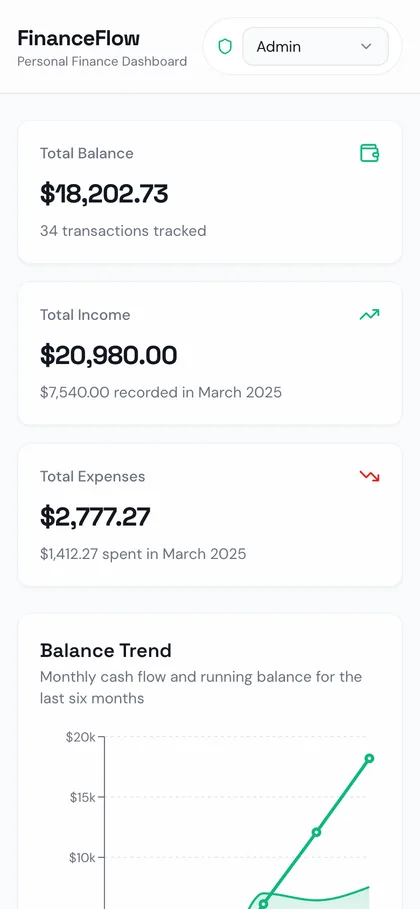 FinanceFlow
Personal Finance Dashboard
Admin
Total Balance
$18,202.73
34 transactions tracked
Total Income
$20,980.00
$7,540.00 recorded in March 2025
Total Expenses
$2,777.27
$1,412.27 spent in March 2025
Balance Trend
Monthly cash flow and running balance for the
last six months
$20k
$15k
$10k